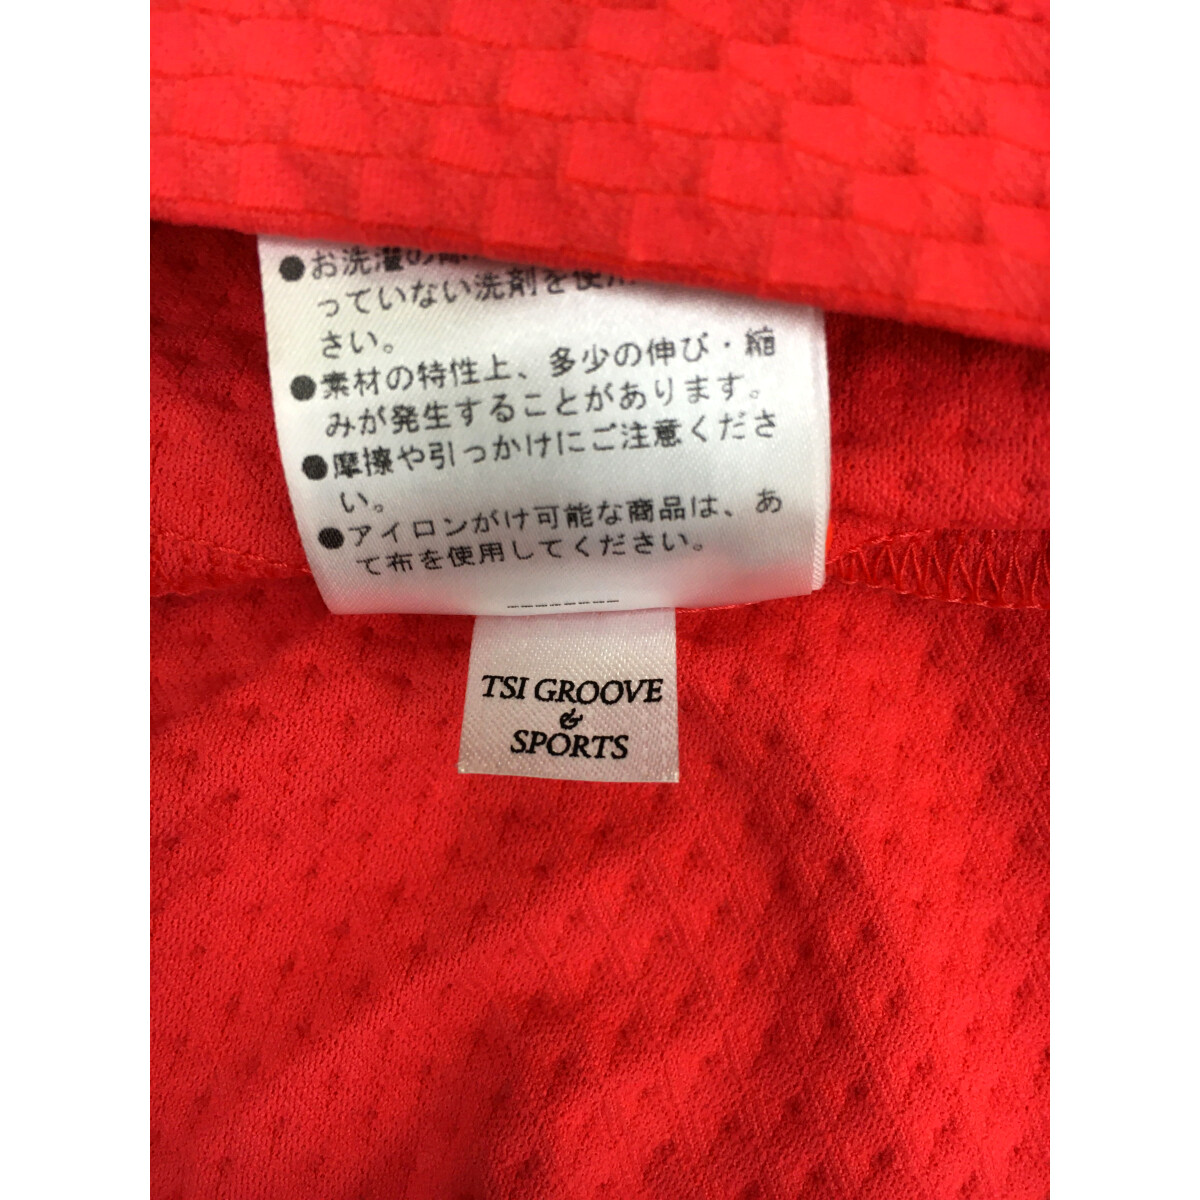 ●お洗濯の
っていない洗剤を使用
さい。
●素材の特性上、多少の伸び・縮
みが発生することがあります。
●摩擦や引っかけにご注意くださ
い。
●アイロンがけ可能な商品は、あ
て布を使用してください。
TSI GROOVE
&
SPORTS